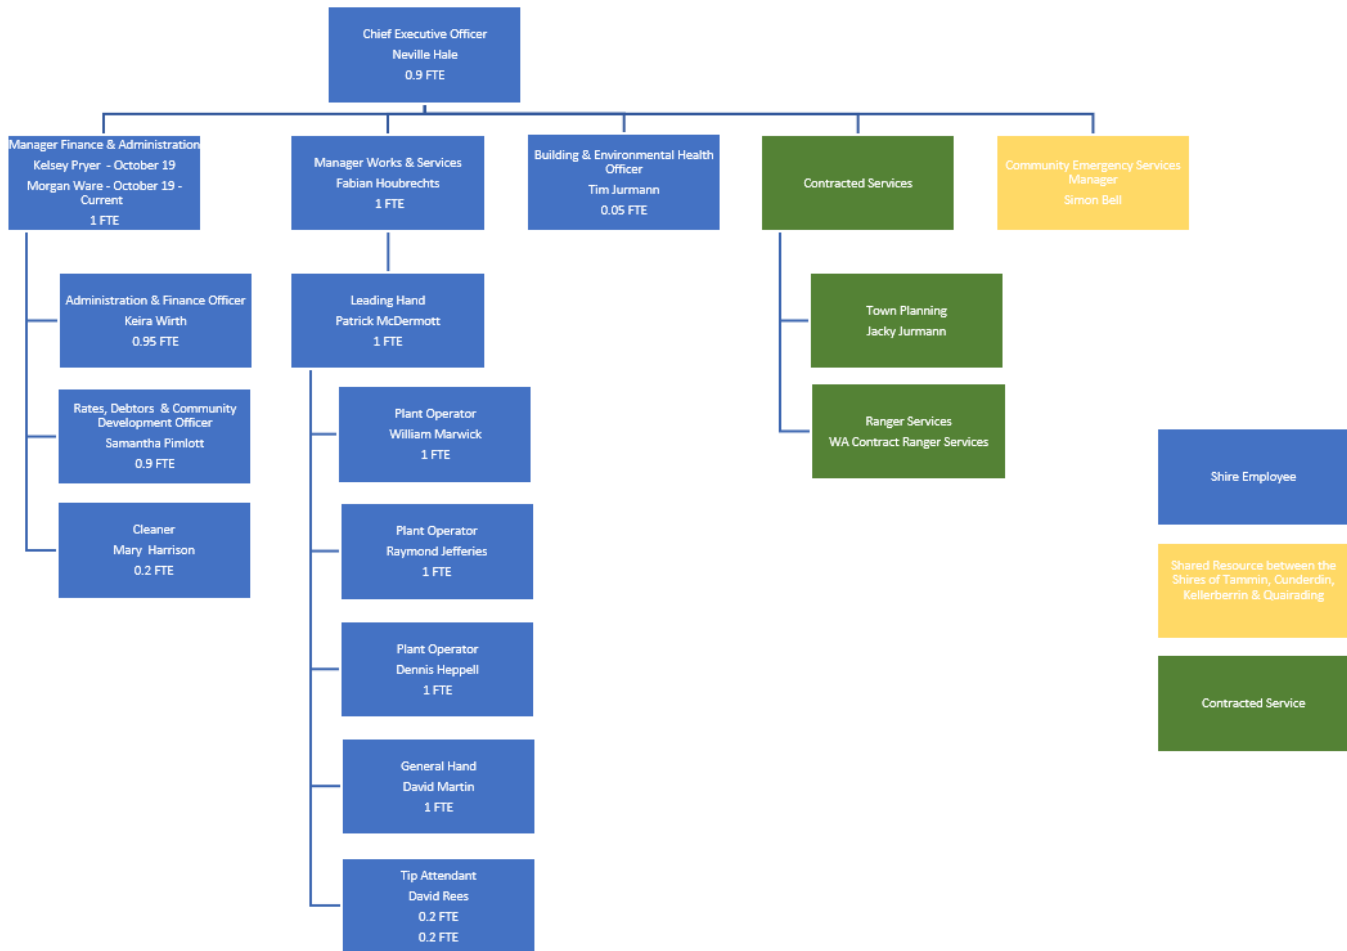 Chief Executive Officer
Neville Hale
0.9 FTE
Manager Finance & Administration
Kelsey Pryer - October 19
Morgan Ware - October 19 -
Current
1 FTE
Manager Works & Services
Fabian Houbrechts
1 FTE
Building & Environmental Health
Officer
Tim Jurmann
0.05 FTE
Contracted Services
Community Emergency Services
Manager
Simon Bell
Administration & Finance Officer
Keira Wirth
0.95 FTE
Leading Hand
Patrick McDermott
1 FTE
Town Planning
Jacky Jurmann
Rates, Debtors & Community
Development Officer
Samantha Pimlott
0.9 FTE
Plant Operator
William Marwick
1 FTE
Ranger Services
WA Contract Ranger Services
Cleaner
Mary Harrison
0.2 FTE
Plant Operator
Raymond Jefferies
1 FTE
Plant Operator
Dennis Heppell
1 FTE
General Hand
David Martin
1 FTE
Tip Attendant
David Rees
0.2 FTE
0.2 FTE
Shire Employee
Shared Resource between the
Shires of Tammin, Cunderdin,
Kellerberrin & Quairading
Contracted Service